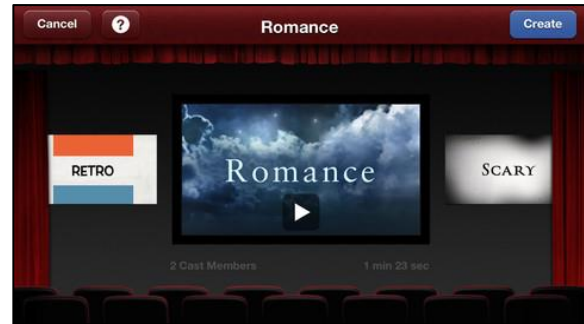 Cancel ? Romance Create
RETRO
Romance
SCARY
2 Cast Members 1 min 23 sec